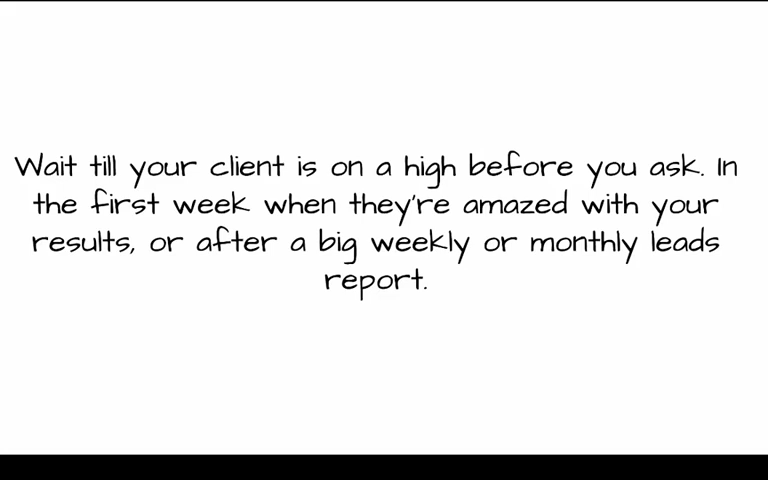 Wait till your client is on a high before you ask. In
the first week when they're amazed with your
results, or after a big weekly or monthly leads
report.